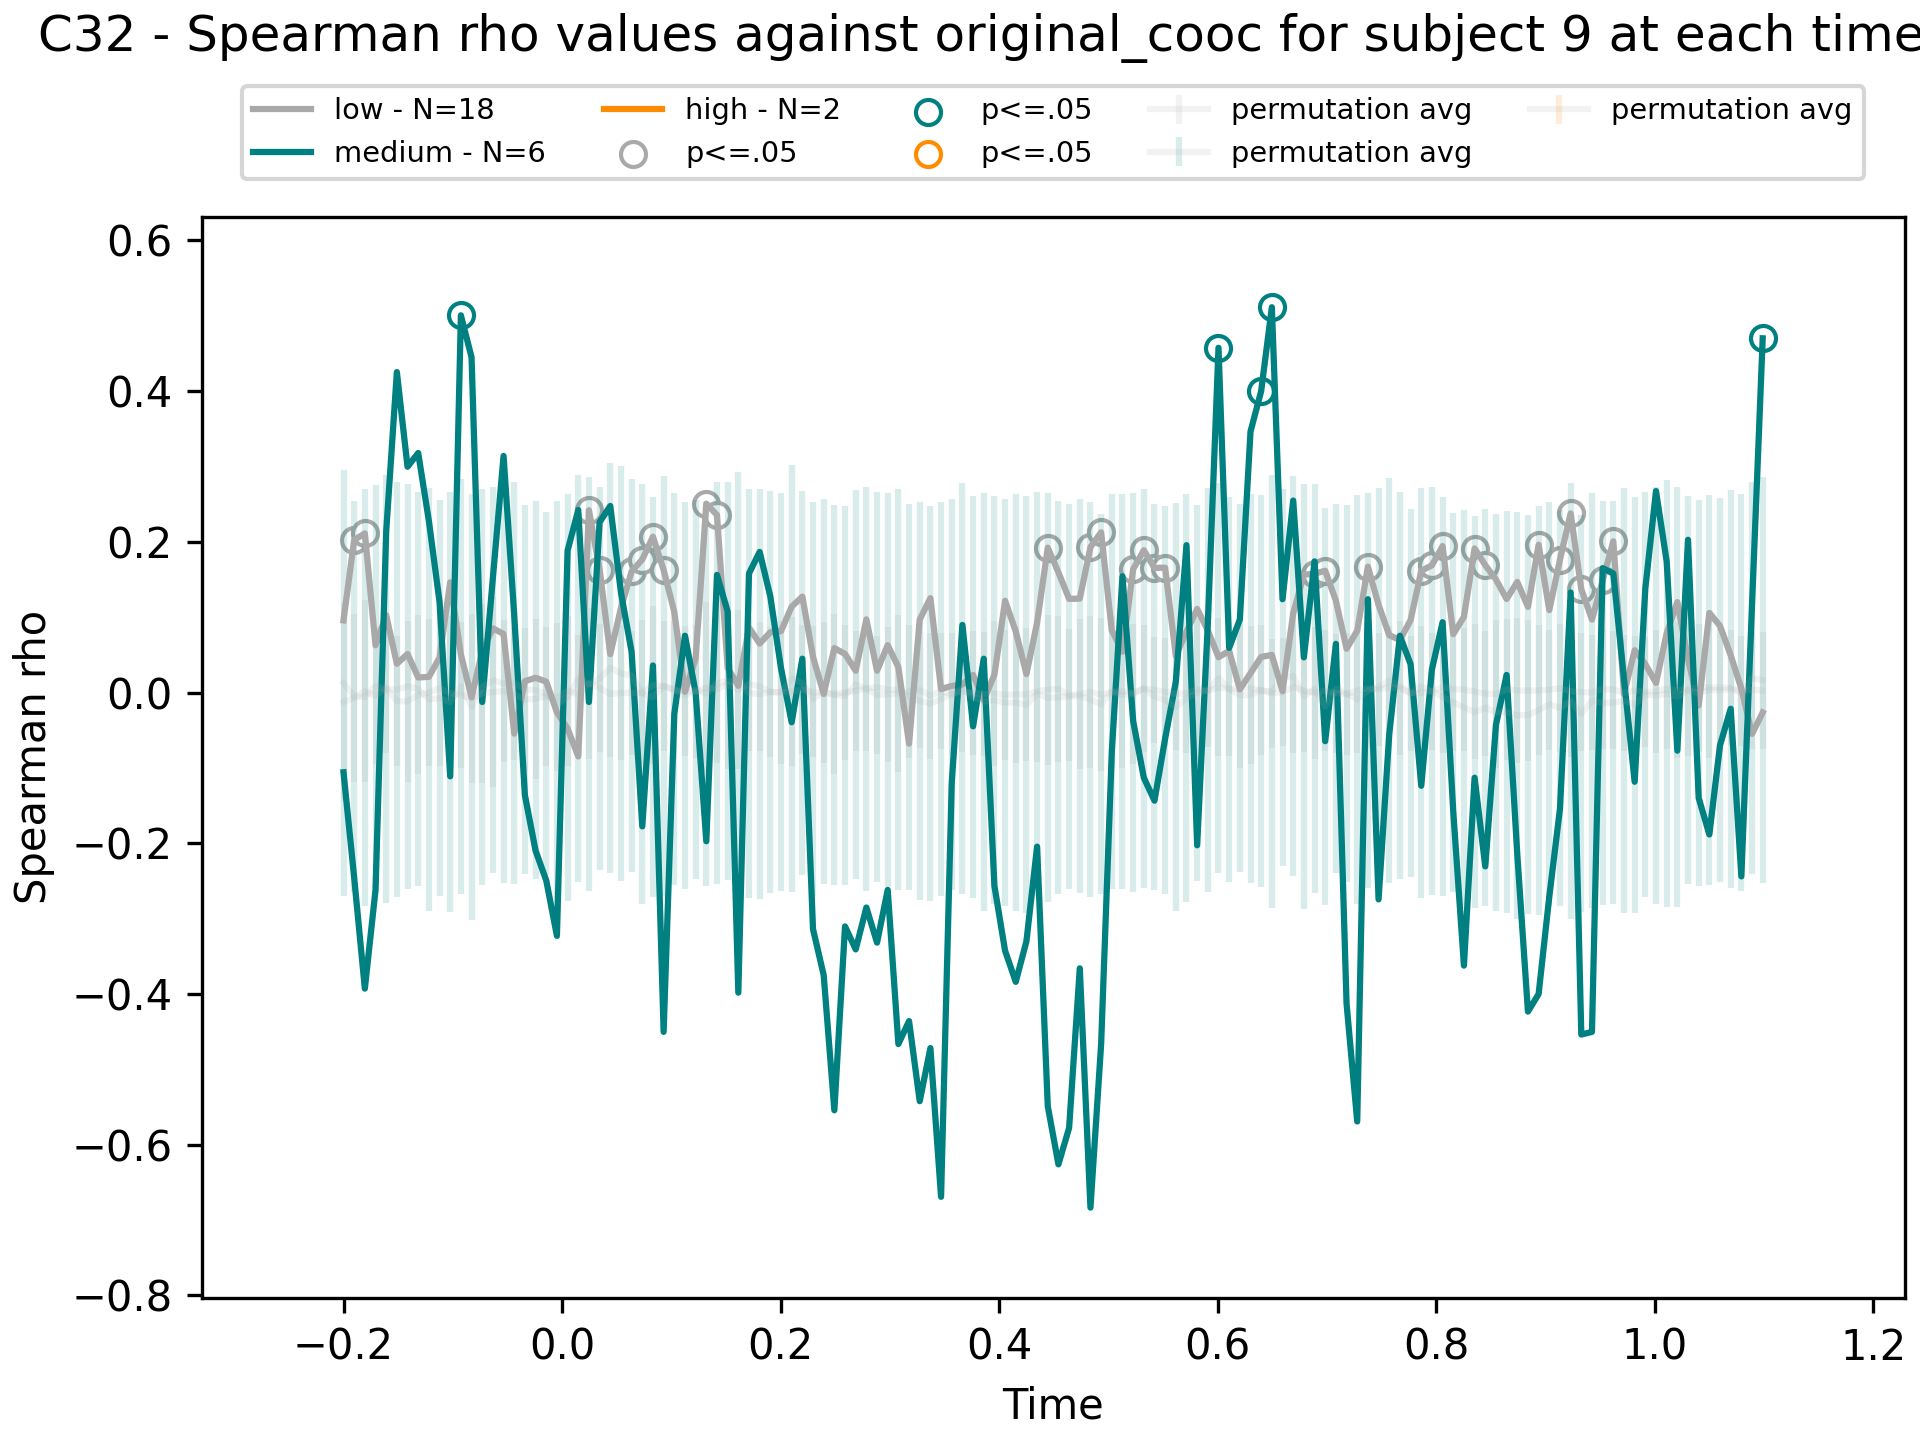 C32 - Spearman rho values against original_cooc for subject 9 at each time
low - N=18
medium - N=6
high - N=2
p<=.05
p<=.05
p<=.05
permutation avg
permutation avg
permutation avg
Spearman rho
0.6
0.4
0.2
0.0
−0.2
−0.4
−0.6
−0.8
−0.2 0.0 0.2 0.4 0.6 0.8 1.0 1.2
Time